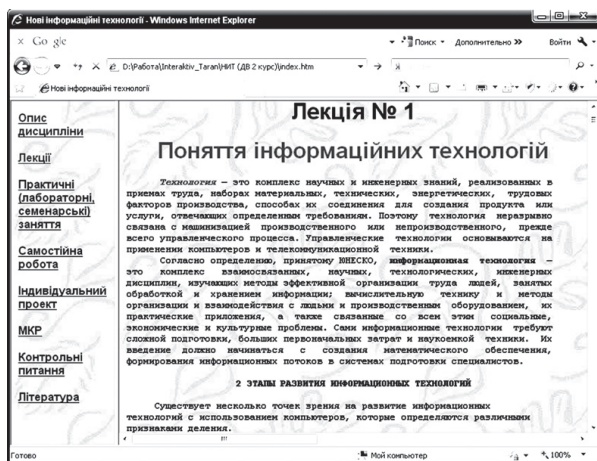 Нові інформаційні технології - Windows Internet Explorer
× Go gle Поиск Дополнительно » Войти
D:\Работа\Interaktiv_Taran\НИТ (ДВ 2 курс)\index.htm
Нові інформаційні технології
Опис
дисципліни
Лекції
Практичні
(лабораторні,
семенарські)
заняття
Самостійна
робота
Індивідуальний
проект
МКР
Контрольні
питання
Література
Лекція № 1
Поняття інформаційних технологій
Технология – это комплекс научных и инженерных знаний, реализованных в
приемах труда, наборах материальных, технических, энергетических, трудовых
факторов производства, способах их соединения для создания продукта или
услуги, отвечающих определенным требованиям. Поэтому технология неразрывно
связана с машинизацией производственного или непроизводственного, прежде
всего управленческого процесса. Управленческие технологии основываются на
применении компьютеров и телекоммуникационной техники.
Согласно определению, принятому ЮНЕСКО, информационная технология –
это комплекс взаимосвязанных, научных, технологических, инженерных
дисциплин, изучающих методы эффективной организации труда людей, занятых
обработкой и хранением информации; вычислительную технику и методы
организации и взаимодействия с людьми и производственным оборудованием, их
практические приложения, а также связанные со всем этим социальные,
экономические и культурные проблемы. Сами информационные технологии требуют
сложной подготовки, больших первоначальных затрат и наукоемкой техники. Их
введение должно начинаться с создания математического обеспечения,
формирования информационных потоков в системах подготовки специалистов.
2 ЭТАПЫ РАЗВИТИЯ ИНФОРМАЦИОННЫХ ТЕХНОЛОГИЙ
Существует несколько точек зрения на развитие информационных
технологий с использованием компьютеров, которые определяются различными
признаками деления.
Готово Мой компьютер 100%